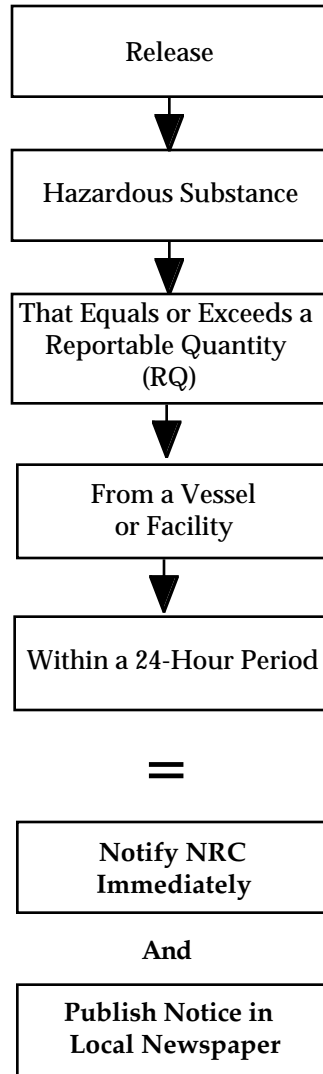 Release
Hazardous Substance
That Equals or Exceeds a
Reportable Quantity
(RQ)
From a Vessel
or Facility
Within a 24-Hour Period
=
Notify NRC
Immediately
And
Publish Notice in
Local Newspaper